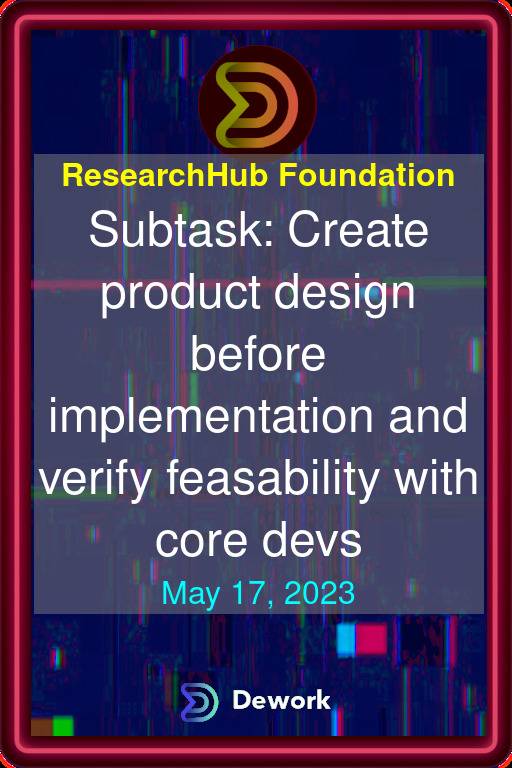 ResearchHub Foundation
Subtask: Create
product design
before
implementation and
verify feasability with
core devs
May 17, 2023
Dework